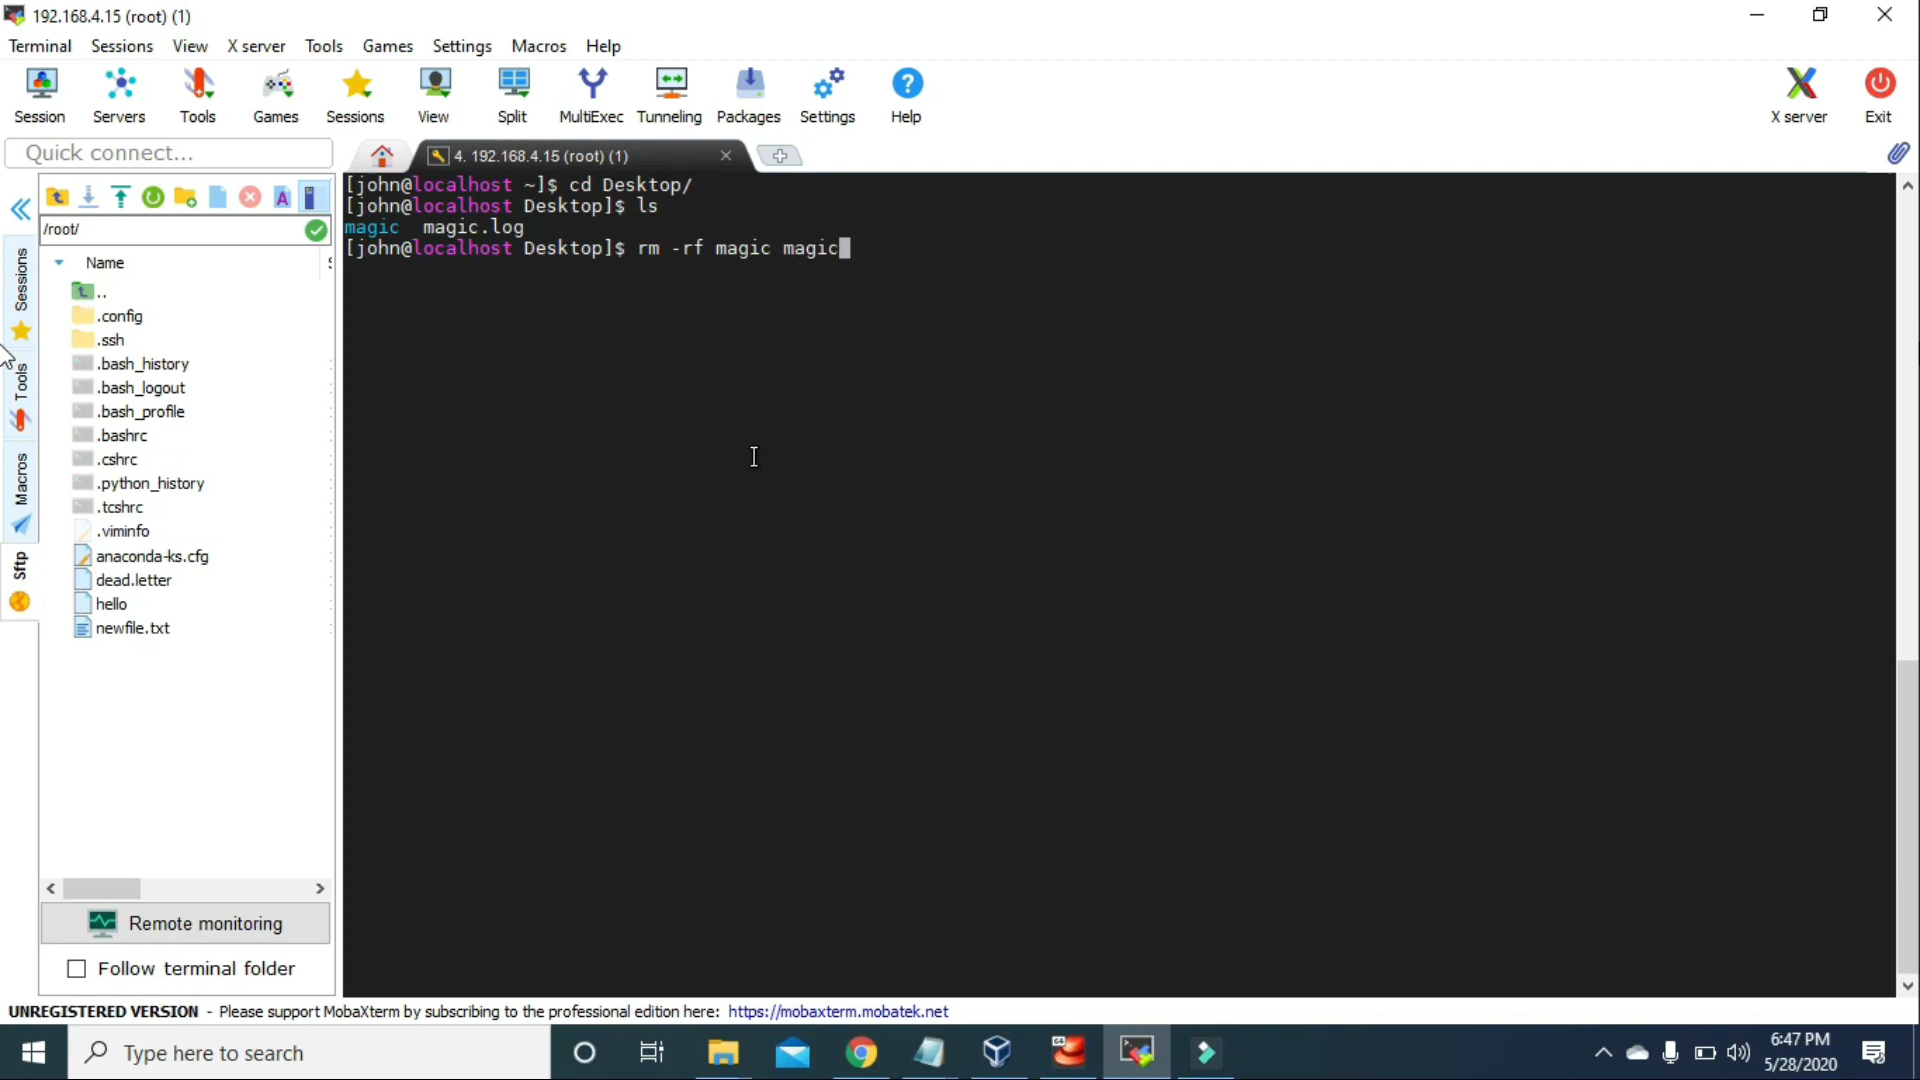 192.168.4.15 (root) (1)
Terminal Sessions View X server Tools Games Settings Macros Help
Session Servers Tools Games Sessions View Split MultiExec Tunneling Packages Settings Help X server Exit
Quick connect...
4. 192.168.4.15 (root) (1)
/root/
Name
..
.config
.ssh
.bash_history
.bash_logout
.bash_profile
.bashrc
.cshrc
.python_history
.tcshrc
.viminfo
anaconda-ks.cfg
dead.letter
hello
newfile.txt
Sessions
Tools
Macros
Sftp
Remote monitoring
Follow terminal folder
[john@localhost ~]$ cd Desktop/
[john@localhost Desktop]$ ls
magic  magic.log
[john@localhost Desktop]$ rm -rf magic magic
UNREGISTERED VERSION - Please support MobaXterm by subscribing to the professional edition here: https://mobaxterm.mobatek.net
Type here to search
6:47 PM
5/28/2020